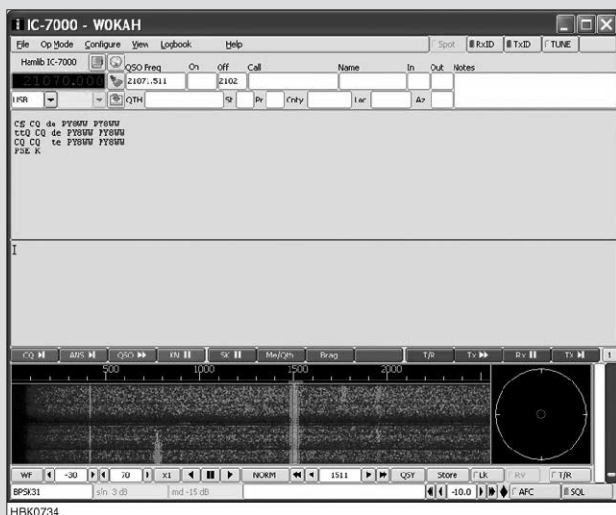 IC-7000 - W0KAH
File Op Mode Configure View Logbook Help Spot RxID TxID TUNE
Hamlib IC-7000 QSO Freq On Off Call Name In Out Notes
21070.000 2107..511 2102
USB QTH St Pr Cnty Loc Az
CS CQ de PY8WW PY8WW
ttQ CQ de PY8WW PY8WW
CQ CQ te PY8WW PY8WW
PSE K
CQ ANS QSO KN SK Me/Qth Brag T/R Tx Rx TX 1
500 1000 1500 2000
WF -30 70 x1 NORM 1511 QSY Store Lk Rv T/R
BPSK31 s/n 3 dB imd -15 dB -10.0 AFC SQL
HBK0734